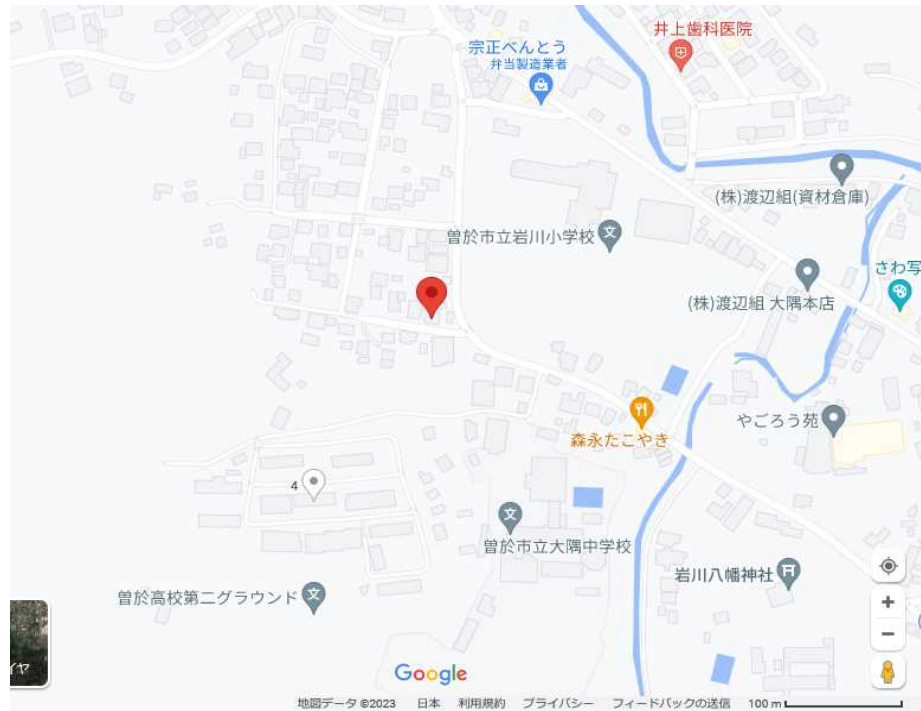 井上歯科医院
宗正べんとう
弁当製造業者
(株)渡辺組(資材倉庫)
曽於市立岩川小学校
文
さわ写
(株)渡辺組 大隅本店
やごろう苑
森永たこやき
4
文
曽於市立大隅中学校
岩川八幡神社
曽於高校第二グラウンド
文
イヤ
Google
地図データ ©2023 日本 利用規約 プライバシー フィードバックの送信 100 m